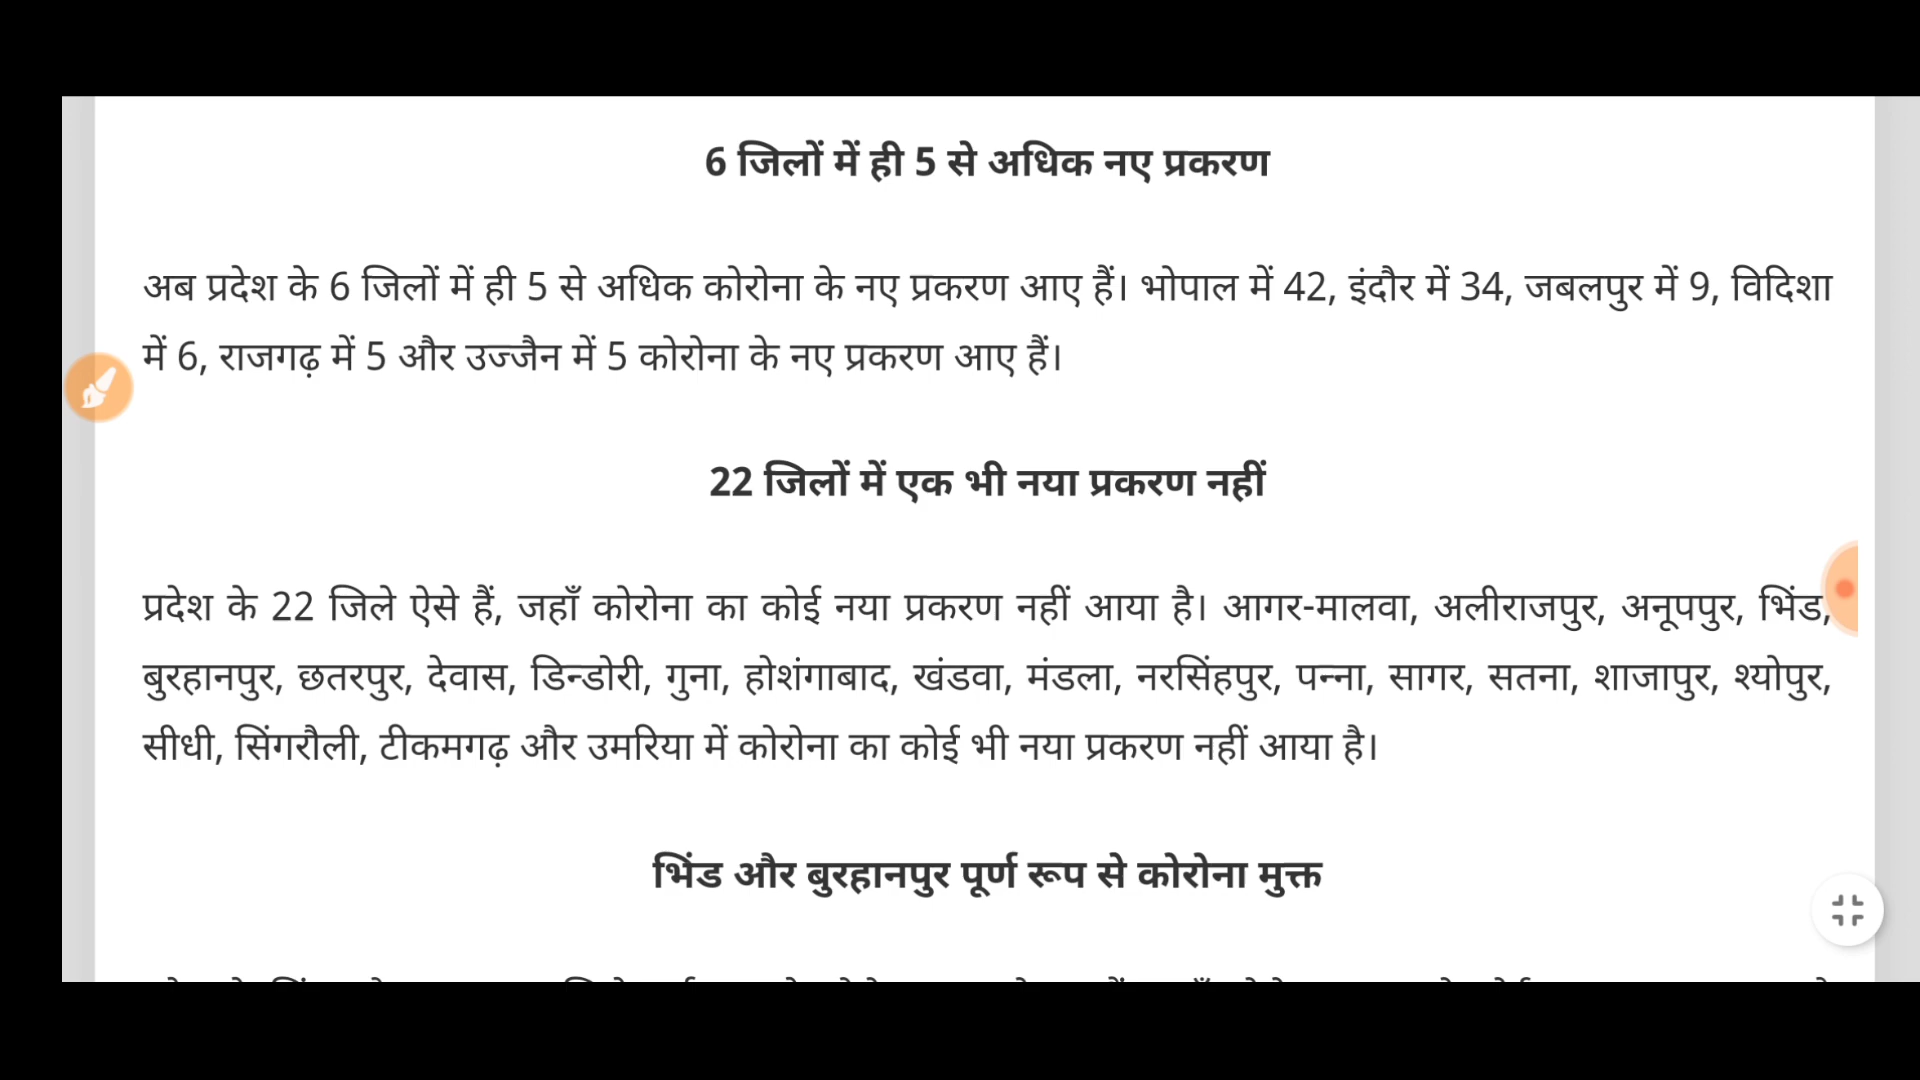 6 जिलों में ही 5 से अधिक नए प्रकरण
अब प्रदेश के 6 जिलों में ही 5 से अधिक कोरोना के नए प्रकरण आए हैं। भोपाल में 42, इंदौर में 34, जबलपुर में 9, विदिशा
में 6, राजगढ़ में 5 और उज्जैन में 5 कोरोना के नए प्रकरण आए हैं।
22 जिलों में एक भी नया प्रकरण नहीं
प्रदेश के 22 जिले ऐसे हैं, जहाँ कोरोना का कोई नया प्रकरण नहीं आया है। आगर-मालवा, अलीराजपुर, अनूपपुर, भिंड,
बुरहानपुर, छतरपुर, देवास, डिन्डोरी, गुना, होशंगाबाद, खंडवा, मंडला, नरसिंहपुर, पन्ना, सागर, सतना, शाजापुर, श्योपुर,
सीधी, सिंगरौली, टीकमगढ़ और उमरिया में कोरोना का कोई भी नया प्रकरण नहीं आया है।
भिंड और बुरहानपुर पूर्ण रूप से कोरोना मुक्त